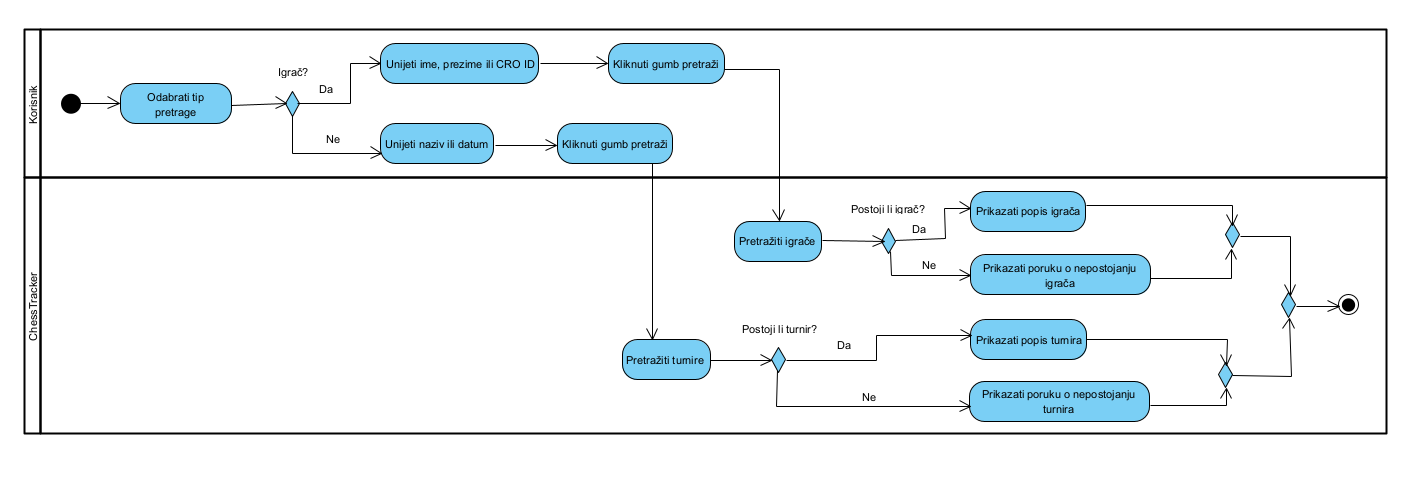 Korisnik
Odabrati tip
pretrage
Igrač?
Da
Ne
Unijeti ime, prezime ili CRO ID
Kliknuti gumb pretraži
Unijeti naziv ili datum
Kliknuti gumb pretraži
ChessTracker
Pretražiti igrače
Postoji li igrač?
Da
Ne
Prikazati popis igrača
Prikazati poruku o nepostojanju
igrača
Pretražiti turnire
Postoji li turnir?
Da
Ne
Prikazati popis turnira
Prikazati poruku o nepostojanju
turnira